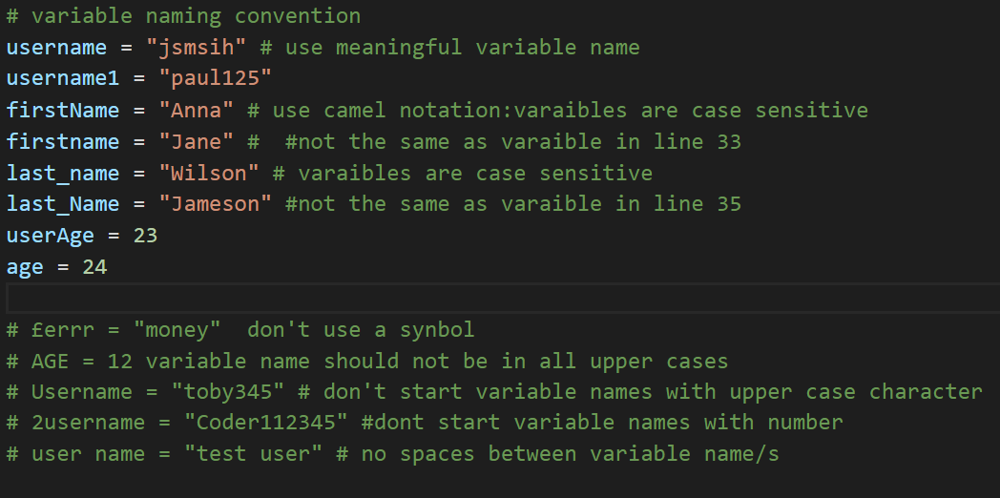 # variable naming convention
username = "jsmsih" # use meaningful variable name
username1 = "paul125"
firstName = "Anna" # use camel notation:varaibles are case sensitive
firstname = "Jane" #  #not the same as varaible in line 33
last_name = "Wilson" # varaibles are case sensitive
last_Name = "Jameson" #not the same as varaible in line 35
userAge = 23
age = 24
# £errr = "money"  don't use a synbol
# AGE = 12 variable name should not be in all upper cases
# Username = "toby345" # don't start variable names with upper case character
# 2username = "Coder112345" #dont start variable names with number
# user name = "test user" # no spaces between variable name/s